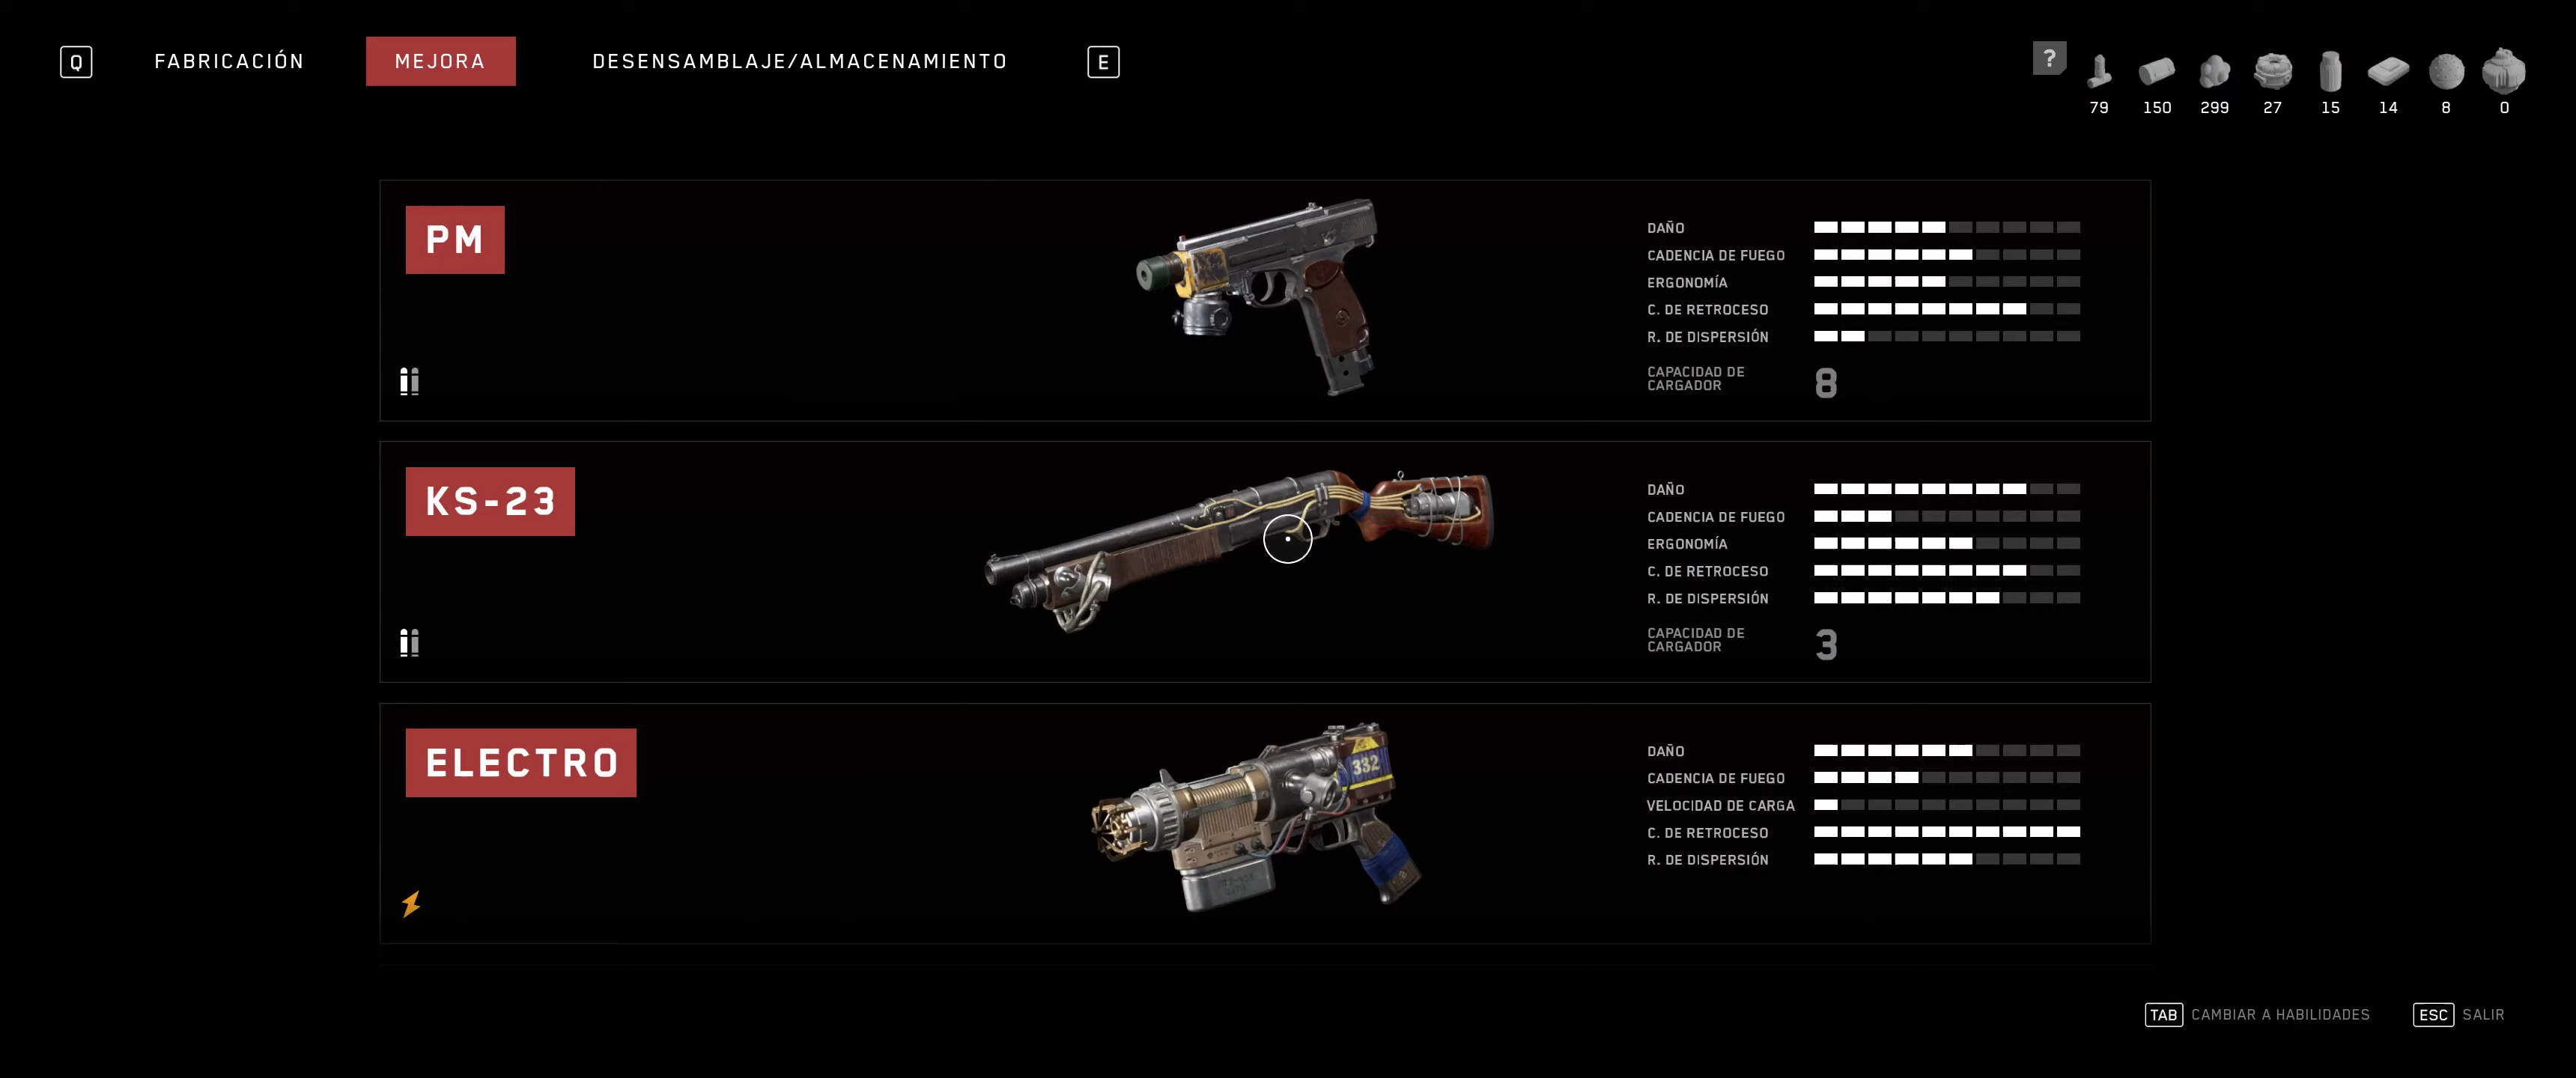 Q FABRICACIÓN MEJORA DESENSAMBLAJE/ALMACENAMIENTO E ?
79 150 299 27 15 14 8 0
PM
DAÑO
CADENCIA DE FUEGO
ERGONOMÍA
C. DE RETROCESO
R. DE DISPERSIÓN
CAPACIDAD DE
CARGADOR
8
KS-23
DAÑO
CADENCIA DE FUEGO
ERGONOMÍA
C. DE RETROCESO
R. DE DISPERSIÓN
CAPACIDAD DE
CARGADOR
3
ELECTRO
332
DAÑO
CADENCIA DE FUEGO
VELOCIDAD DE CARGA
C. DE RETROCESO
R. DE DISPERSIÓN
TAB CAMBIAR A HABILIDADES ESC SALIR